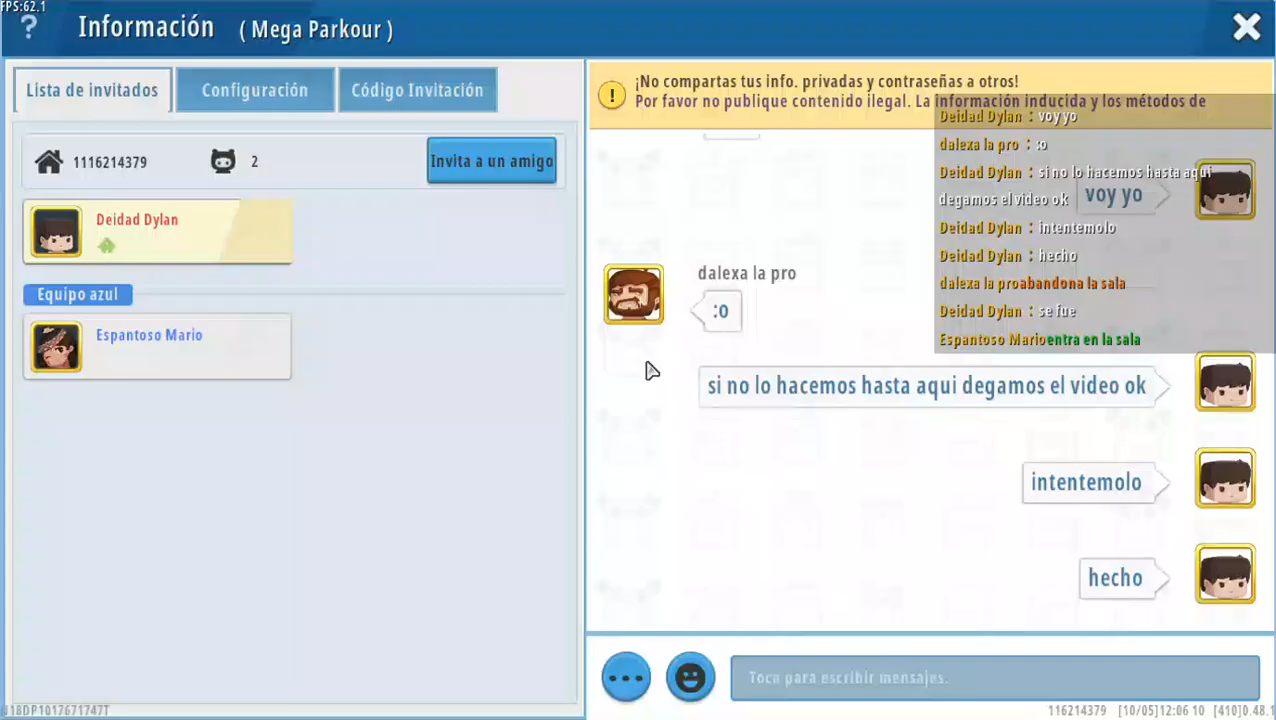 FPS:62.1
? Información ( Mega Parkour )
Lista de invitados
Configuración
Código Invitación
1116214379
2
Invita a un amigo
Deidad Dylan
Equipo azul
Espantoso Mario
¡No compartas tus info. privadas y contraseñas a otros!
Por favor no publique contenido ilegal. La información inducida y los métodos de
voy yo
dalexa la pro
:o
si no lo hacemos hasta aqui degamos el video ok
intentemolo
hecho
Deidad Dylan : voy yo
dalexa la pro : :o
Deidad Dylan : si no lo hacemos hasta aqui
degamos el video ok
Deidad Dylan : intentemolo
Deidad Dylan : hecho
dalexa la proabandona la sala
Deidad Dylan : se fue
Espantoso Marioentra en la sala
Toca para escribir mensajes.
J18DP1017671747T
116214379 [10/05]12:06 10 [410]0.48.1